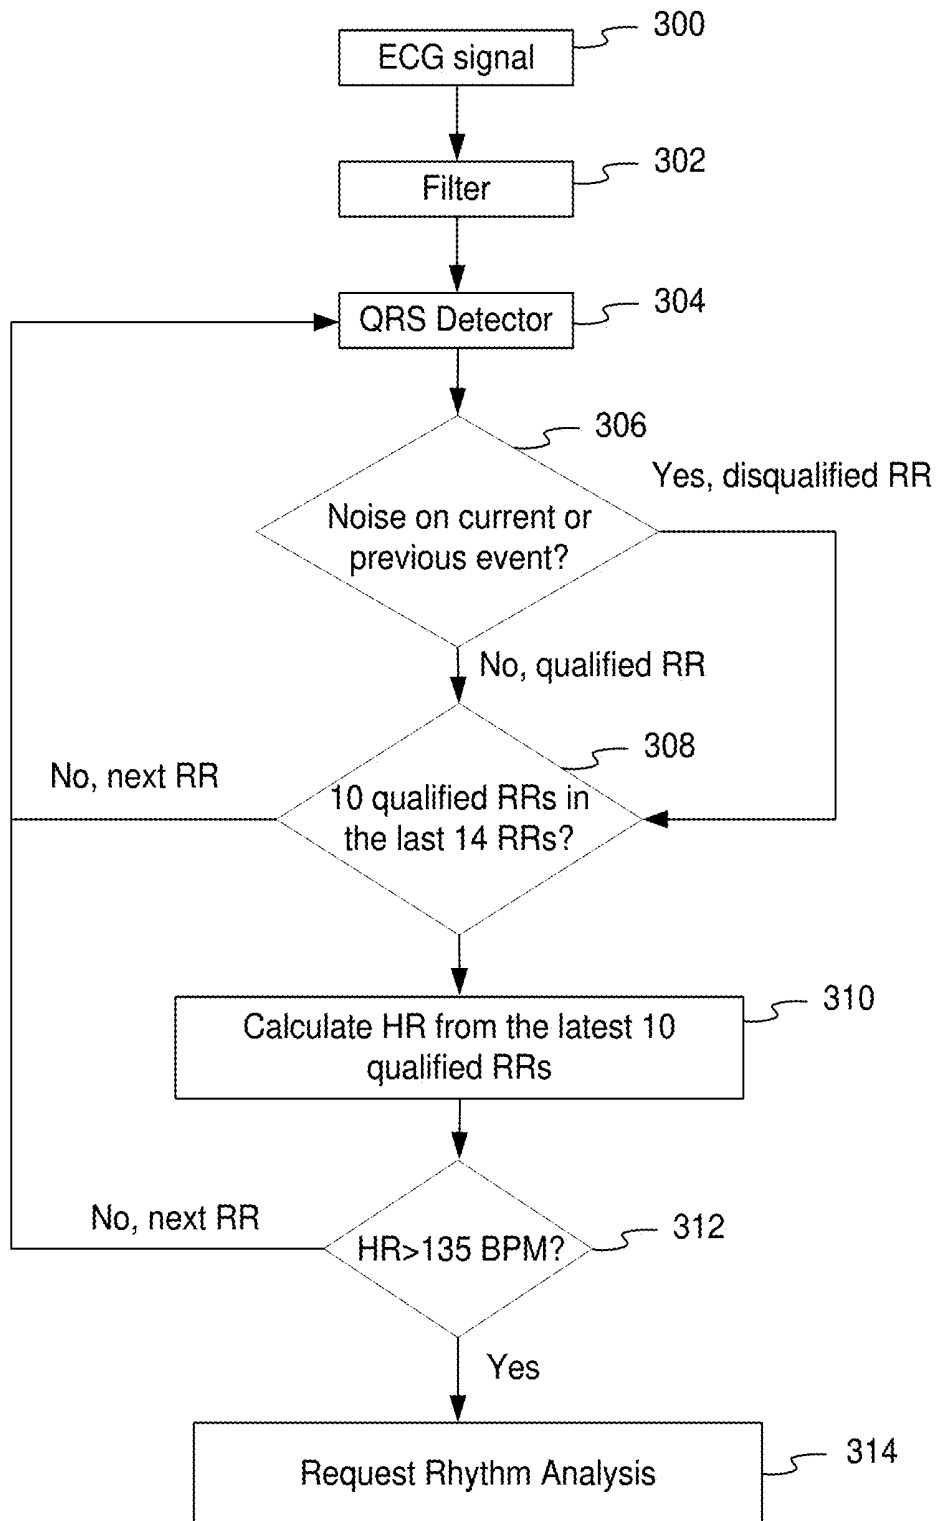 300
ECG signal
302
Filter
304
QRS Detector
306
Yes, disqualified RR
Noise on current or
previous event?
No, qualified RR
308
No, next RR
10 qualified RRs in
the last 14 RRs?
310
Calculate HR from the latest 10
qualified RRs
No, next RR
312
HR>135 BPM?
Yes
314
Request Rhythm Analysis